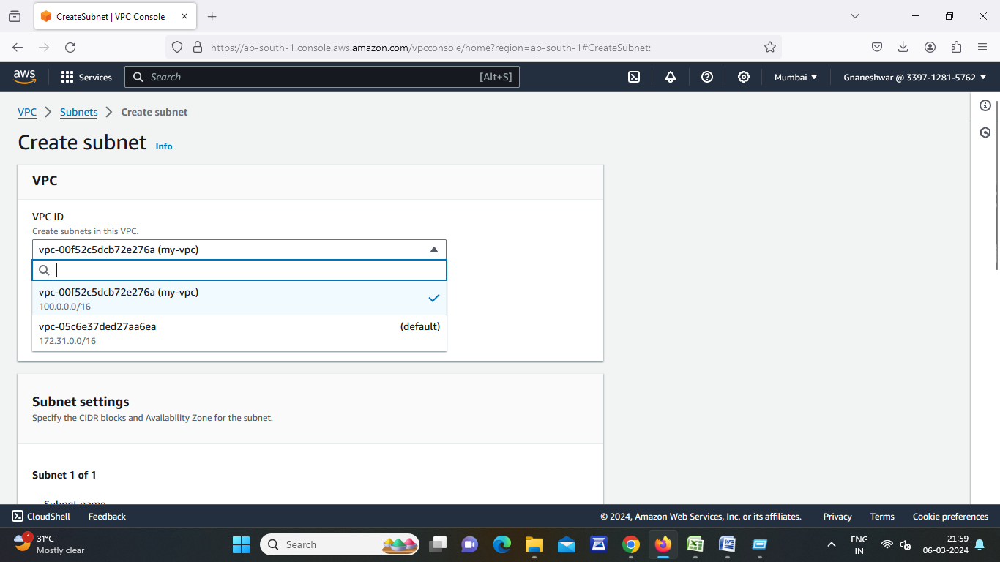 CreateSubnet | VPC Console
https://ap-south-1.console.aws.amazon.com/vpcconsole/home?region=ap-south-1#CreateSubnet:
aws Services Search [Alt+S] Mumbai Gnaneshwar @ 3397-1281-5762
VPC Subnets Create subnet
Create subnet Info
VPC
VPC ID
Create subnets in this VPC.
vpc-00f52c5dcb72e276a (my-vpc)
vpc-00f52c5dcb72e276a (my-vpc)
100.0.0.0/16
vpc-05c6e37ded27aa6ea (default)
172.31.0.0/16
Subnet settings
Specify the CIDR blocks and Availability Zone for the subnet.
Subnet 1 of 1
Subnet name
CloudShell Feedback © 2024, Amazon Web Services, Inc. or its affiliates. Privacy Terms Cookie preferences
1 31°C
Mostly clear
Search
ENG
IN
21:59
06-03-2024